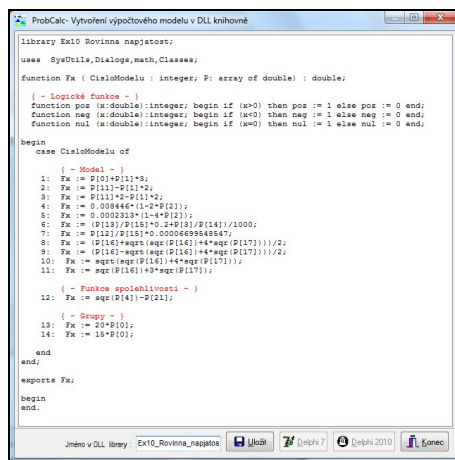 ProbCalc- Vytvoření výpočtového modelu v DLL knihovně
library Ex10 Rovinna napjatost;
uses SysUtils,Dialogs,math,Classes;
function Fx ( CisloModelu : integer; P: array of double) : double;
{ - Logické funkce - }
function poz (x:double):integer; begin if (x>0) then poz := 1 else poz := 0 end;
function neg (x:double):integer; begin if (x<0) then neg := 1 else neg := 0 end;
function nul (x:double):integer; begin if (x=0) then nul := 1 else nul := 0 end;
begin
case CisloModelu of
{ - Model - }
1: Fx := P[0]+P[1]*3;
2: Fx := P[11]-P[1]*2;
3: Fx := P[11]*2-P[1]*2;
4: Fx := 0.008446*(1-2*P[2]);
5: Fx := 0.0002313*(1-4*P[2]);
6: Fx := (P[13]/P[15]*0.2+P[3]/P[14])/1000;
7: Fx := P[12]/P[15]*0.00006699548547;
8: Fx := (P[16]+sqrt(sqr(P[16])+4*sqr(P[17])))/2;
9: Fx := (P[16]-sqrt(sqr(P[16])+4*sqr(P[17])))/2;
10: Fx := sqrt(sqr(P[16])+4*sqr(P[17]));
11: Fx := sqr(P[16])+3*sqr(P[17]);
{ - Funkce spolehlivosti - }
12: Fx := sqr(P[4])-P[21];
{ - Grupy - }
13: Fx := 20*P[0];
14: Fx := 15*P[0];
end
end;
exports Fx;
begin
end.
Jméno v DLL library : Ex10_Rovinna_napjatos Uložit Delphi 7 Delphi 2010 Konec